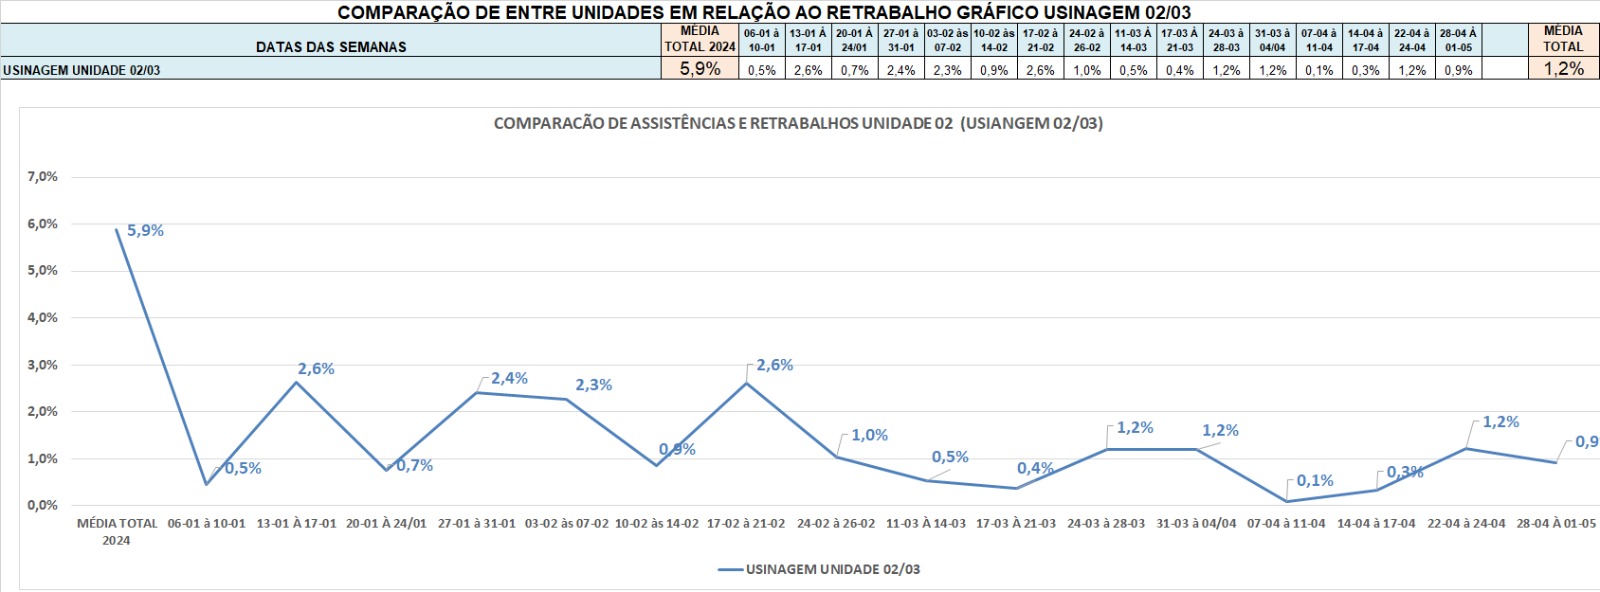 COMPARAÇÃO DE ENTRE UNIDADES EM RELAÇÃO AO RETRABALHO GRÁFICO USINAGEM 02/03
DATAS DAS SEMANAS MÉDIA TOTAL 2024 06-01 à 10-01 13-01 À 17-01 20-01 À 24/01 27-01 à 31-01 03-02 às 07-02 10-02 às 14-02 17-02 à 21-02 24-02 à 26-02 11-03 À 14-03 17-03 À 21-03 24-03 à 28-03 31-03 à 04/04 07-04 à 11-04 14-04 à 17-04 22-04 à 24-04 28-04 À 01-05 MÉDIA TOTAL
USINAGEM UNIDADE 02/03 5,9% 0,5% 2,6% 0,7% 2,4% 2,3% 0,9% 2,6% 1,0% 0,5% 0,4% 1,2% 1,2% 0,1% 0,3% 1,2% 0,9% 1,2%
COMPARACÃO DE ASSISTÊNCIAS E RETRABALHOS UNIDADE 02 (USIANGEM 02/03)
7,0%
6,0%
5,0%
4,0%
3,0%
2,0%
1,0%
0,0%
5,9% 0,5% 2,6% 0,7% 2,4% 2,3% 0,9% 2,6% 1,0% 0,5% 0,4% 1,2% 1,2% 0,1% 0,3% 1,2% 0,9
MÉDIA TOTAL 2024 06-01 à 10-01 13-01 À 17-01 20-01 À 24/01 27-01 à 31-01 03-02 às 07-02 10-02 às 14-02 17-02 à 21-02 24-02 à 26-02 11-03 À 14-03 17-03 À 21-03 24-03 à 28-03 31-03 à 04/04 07-04 à 11-04 14-04 à 17-04 22-04 à 24-04 28-04 À 01-05
USINAGEM UNIDADE 02/03